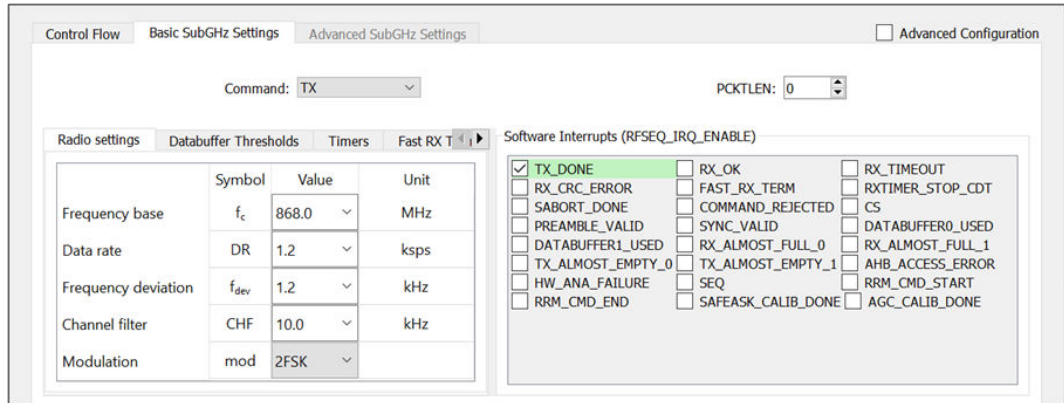 Control Flow Basic SubGHz Settings Advanced SubGHz Settings Advanced Configuration
Command: TX PCKTLEN: 0
Radio settings Databuffer Thresholds Timers Fast RX Software Interrupts (RFSEQ_IRQ_ENABLE)
Symbol Value Unit
Frequency base fc 868.0 MHz
Data rate DR 1.2 ksps
Frequency deviation fdev 1.2 kHz
Channel filter CHF 10.0 kHz
Modulation mod 2FSK
TX_DONE RX_OK RX_TIMEOUT
RX_CRC_ERROR FAST_RX_TERM RXTIMER_STOP_CDT
SABORT_DONE COMMAND_REJECTED CS
PREAMBLE_VALID SYNC_VALID DATABUFFER0_USED
DATABUFFER1_USED RX_ALMOST_FULL_0 RX_ALMOST_FULL_1
TX_ALMOST_EMPTY_0 TX_ALMOST_EMPTY_1 AHB_ACCESS_ERROR
HW_ANA_FAILURE SEQ RRM_CMD_START
RRM_CMD_END SAFEASK_CALIB_DONE AGC_CALIB_DONE